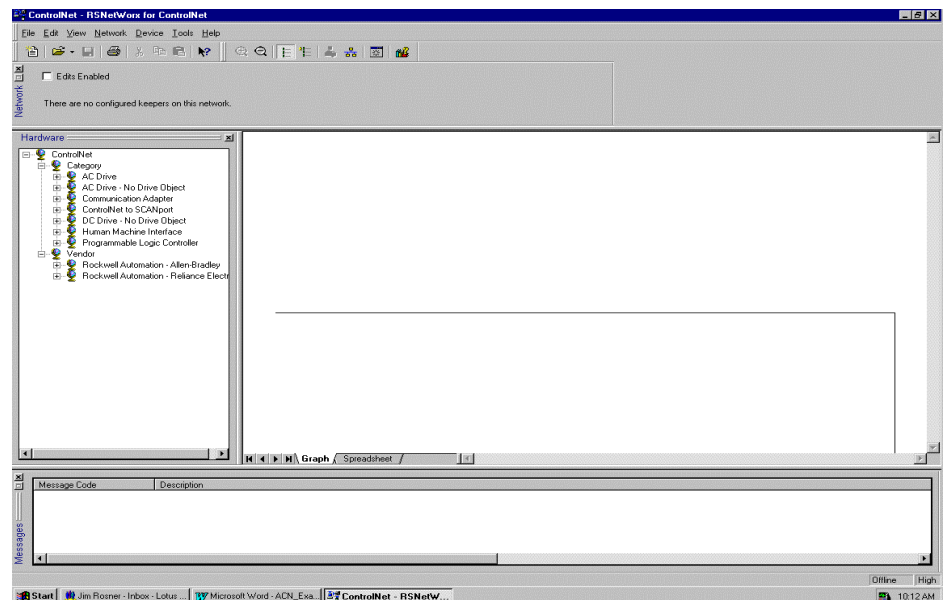 ControlNet - RSNetWorx for ControlNet
File Edit View Network Device Tools Help
Edits Enabled
Network
There are no configured keepers on this network.
Hardware
ControlNet
Category
AC Drive
AC Drive - No Drive Object
Communication Adapter
ControlNet to SCANport
DC Drive - No Drive Object
Human Machine Interface
Programmable Logic Controller
Vendor
Rockwell Automation - Allen-Bradley
Rockwell Automation - Reliance Electr
Graph Spreadsheet
Message Code Description
Messages
Offline High
Start Jim Rosner - Inbox - Lotus ... Microsoft Word - ACN_Exa... ControlNet - RSNetW... 10:12 AM